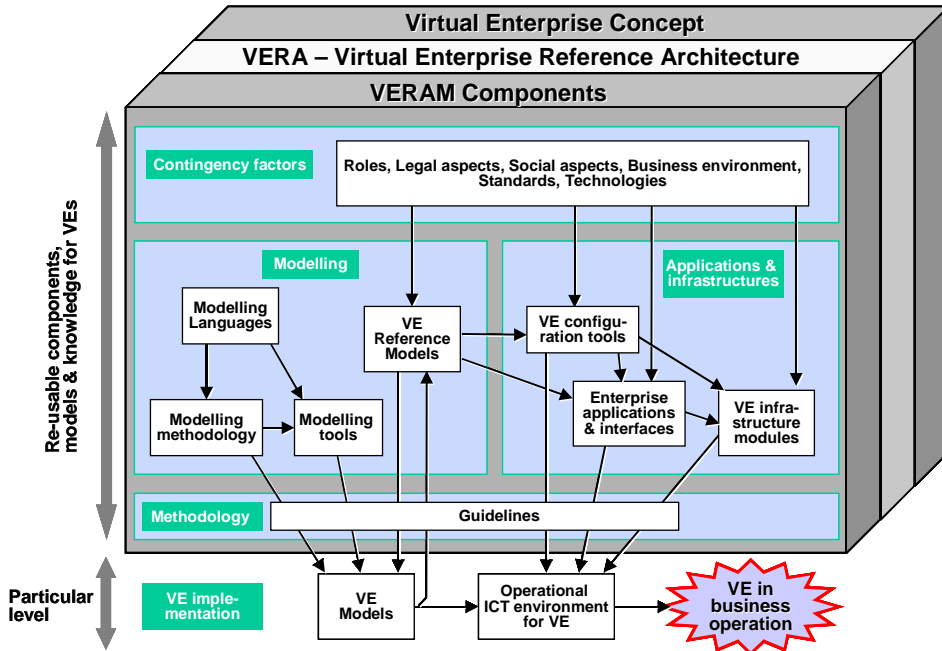 Virtual Enterprise Concept
VERA – Virtual Enterprise Reference Architecture
VERAM Components
Re-usable components,
models & knowledge for VEs
Contingency factors
Roles, Legal aspects, Social aspects, Business environment,
Standards, Technologies
Modelling
Applications &
infrastructures
Modelling
Languages
VE
Reference
Models
VE configu-
ration tools
Modelling
methodology
Modelling
tools
Enterprise
applications
& interfaces
VE infra-
structure
modules
Methodology
Guidelines
Particular
level
VE imple-
mentation
VE
Models
Operational
ICT environment
for VE
VE in
business
operation